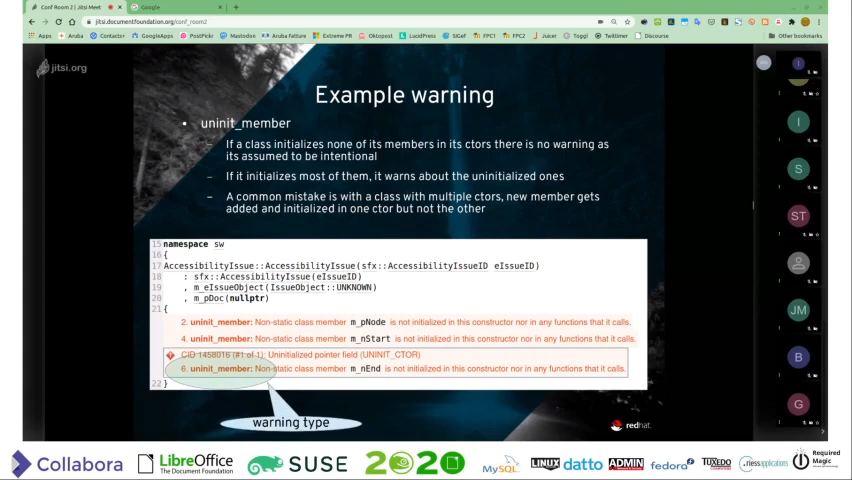 Conf Room 2 | Jitsi Meet
Google
jitsi.documentfoundation.org/conf_room2
Apps
Aruba
Contacts+
GoogleApps
PostPickr
Mastodon
Aruba Fatture
Extreme PR
Oktopost
LucidPress
SIGeF
FPC1
FPC2
Juicer
Toggl
Twittimer
Discourse
Other bookmarks
jitsi.org
Example warning
• uninit_member
– If a class initializes none of its members in its ctors there is no warning as
its assumed to be intentional
– If it initializes most of them, it warns about the uninitialized ones
– A common mistake is with a class with multiple ctors, new member gets
added and initialized in one ctor but not the other
15 namespace sw
16 {
17 AccessibilityIssue::AccessibilityIssue(sfx::AccessibilityIssueID eIssueID)
18 : sfx::AccessibilityIssue(eIssueID)
19 , m_eIssueObject(IssueObject::UNKNOWN)
20 , m_pDoc(nullptr)
21 {
2. uninit_member: Non-static class member m_pNode is not initialized in this constructor nor in any functions that it calls.
4. uninit_member: Non-static class member m_nStart is not initialized in this constructor nor in any functions that it calls.
CID 1458016 (#1 of 1): Uninitialized pointer field (UNINIT_CTOR)
6. uninit_member: Non-static class member m_nEnd is not initialized in this constructor nor in any functions that it calls.
22 }
warning type
redhat
I
I
S
ST
JM
B
G
Collabora
LibreOffice
The Document Foundation
SUSE
2020
MySQL
LINUX
datto
ADMIN
fedora
TUXEDO
COMPUTERS
riessapplications
Required
Magic